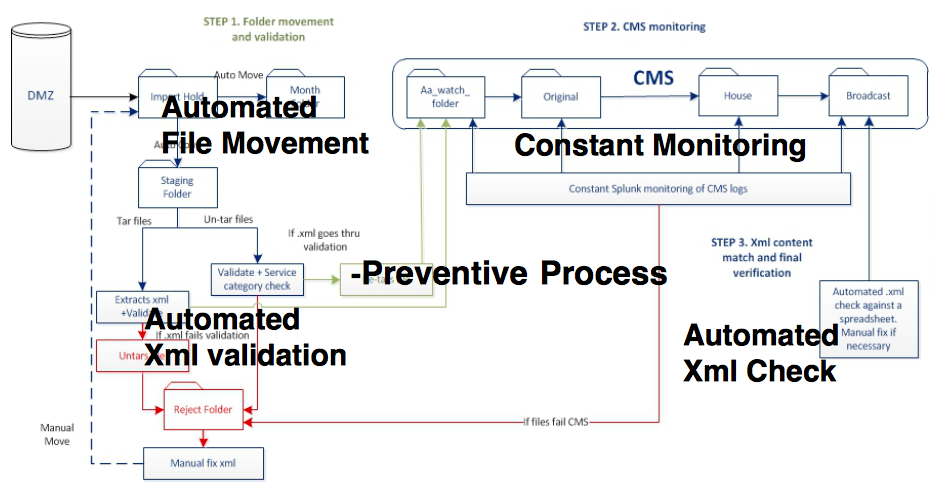 STEP 1. Folder movement
and validation
STEP 2. CMS monitoring
DMZ
Auto Move
Import Hold
Month
CMS
Aa_watch_
folder
Original
House
Broadcast
Automated
File Movement
Constant Monitoring
Staging
Folder
Constant Splunk monitoring of CMS logs
Tar files
Un-tar files
If .xml goes thru
validation
STEP 3. Xml content
match and final
verification
Validate + Service
category check
-Preventive Process
Extracts xml
+Validate
Automated .xml
check against a
spreadsheet.
Manual fix if
necessary
Automated
Xml validation
If .xml fails validation
Untars
Automated
Xml Check
Reject Folder
If files fail CMS
Manual
Move
Manual fix xml